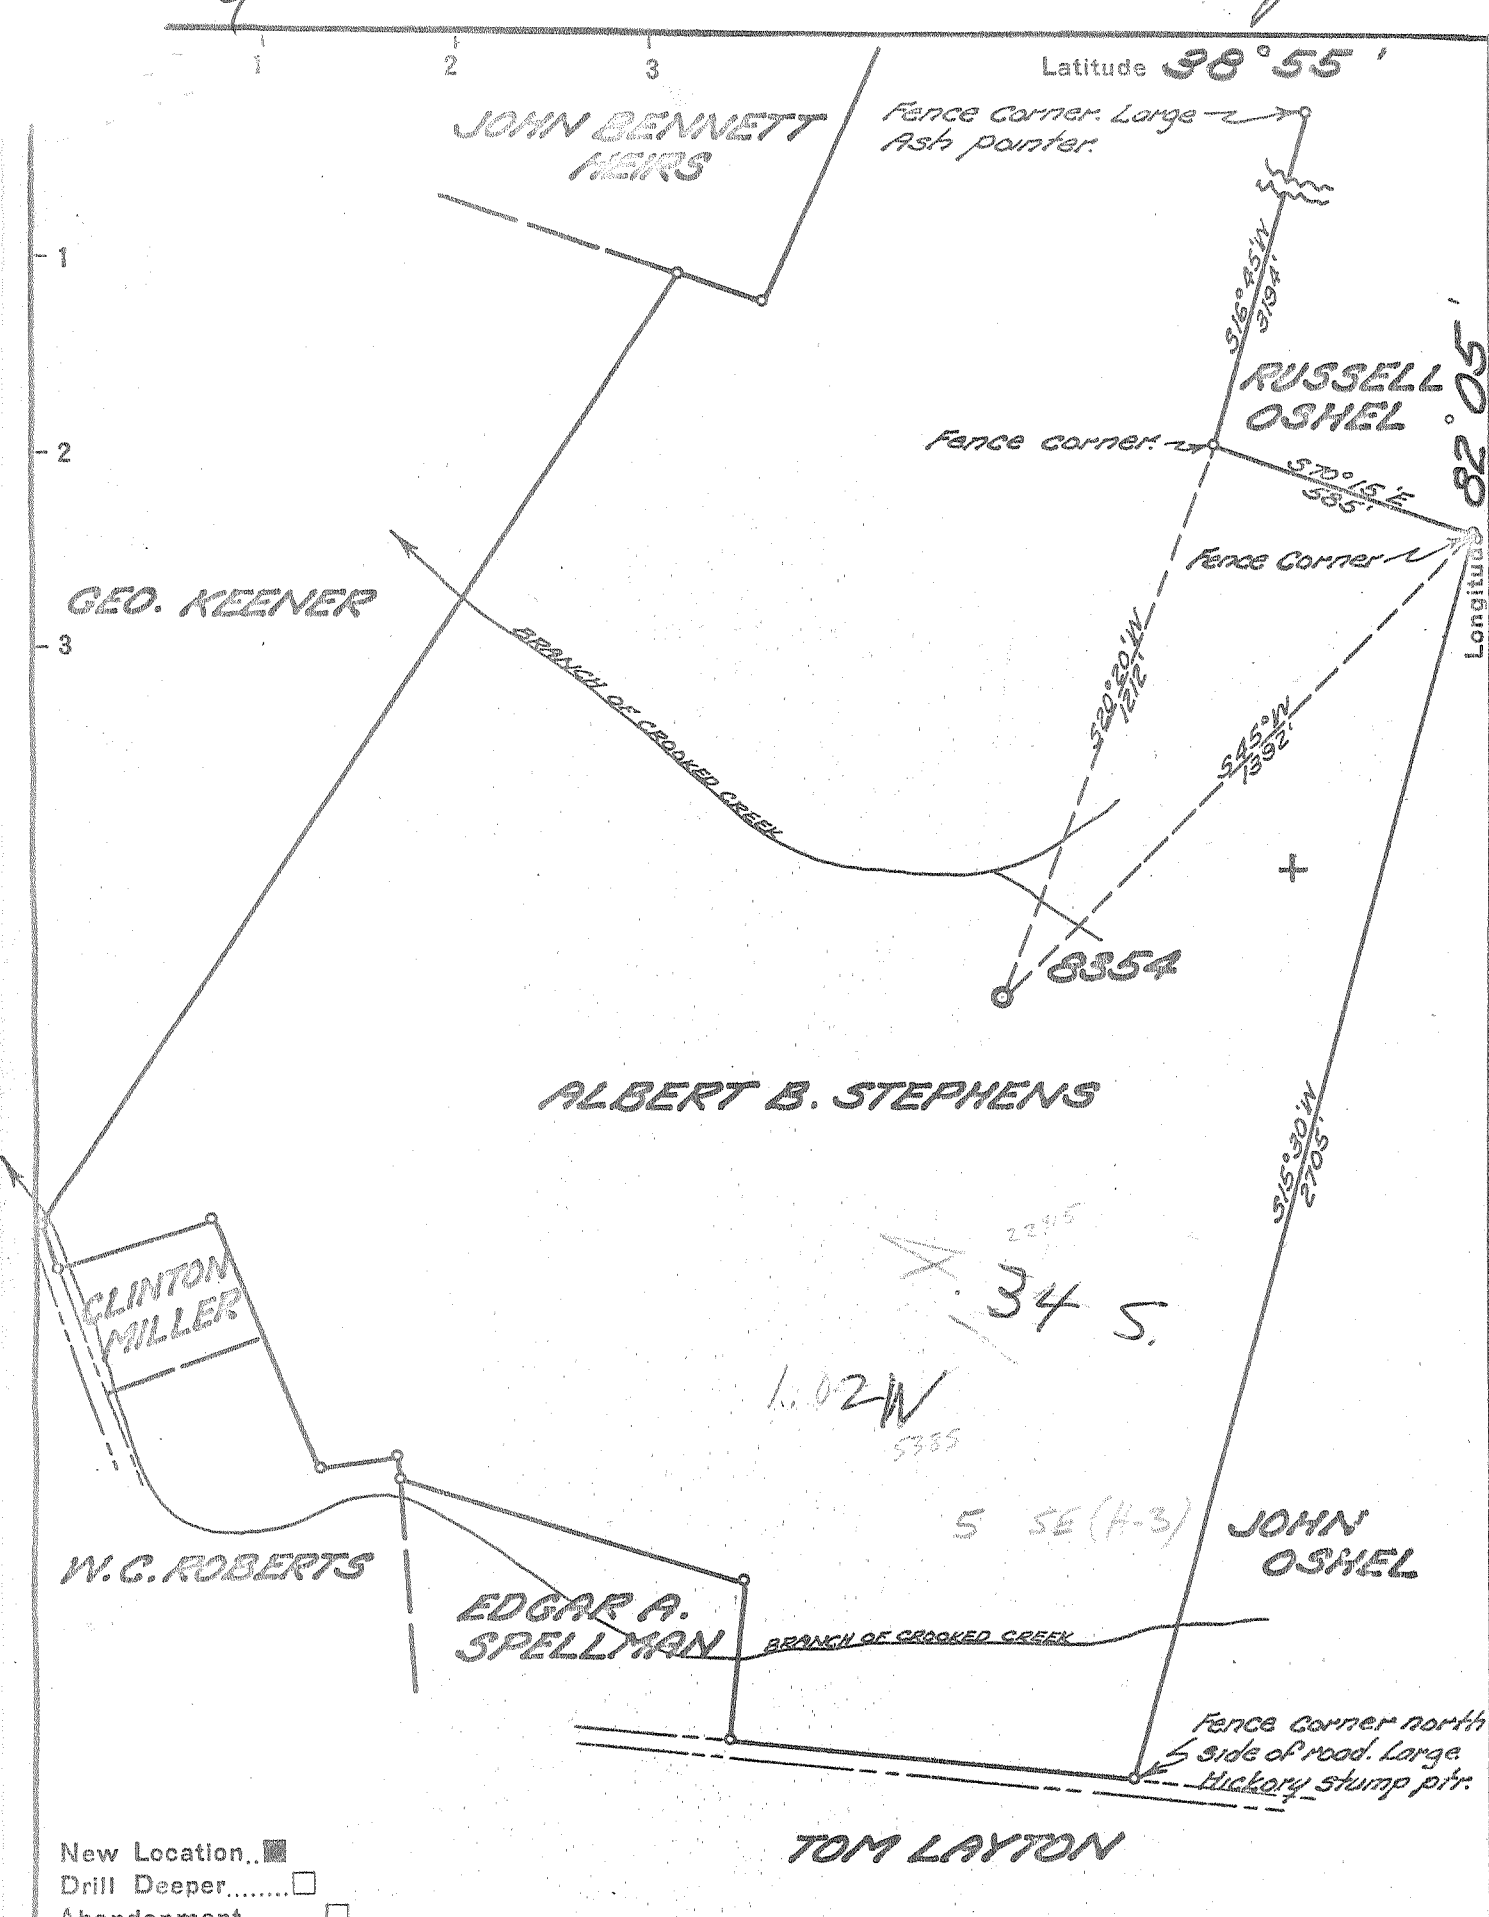 1
2
3
Latitude 38°55'
JOHN BENNETT
HEIRS
Fence Corner. Large
Ash pointer.
1
S16°45'W
3194'
RUSSELL
OSHEL
82°05'
Longitude
2
Fence corner.
S70°15'E
585'
Fence Corner
GEO. KEENER
3
BRANCH OF CROOKED CREEK
S20°20'W
1212'
S45°W
1392'
8354
ALBERT B. STEPHENS
S15°30'W
2705'
CLINTON
MILLER
34 S.
1.02W
5385
5 SE (H-3)
JOHN
OSHEL
W.C. ROBERTS
EDGAR A.
SPELLMAN
BRANCH OF CROOKED CREEK
Fence Corner north
side of road. Large
Hickory stump ptr.
TOM LAYTON
New Location..■
Drill Deeper........□
Abandonment □